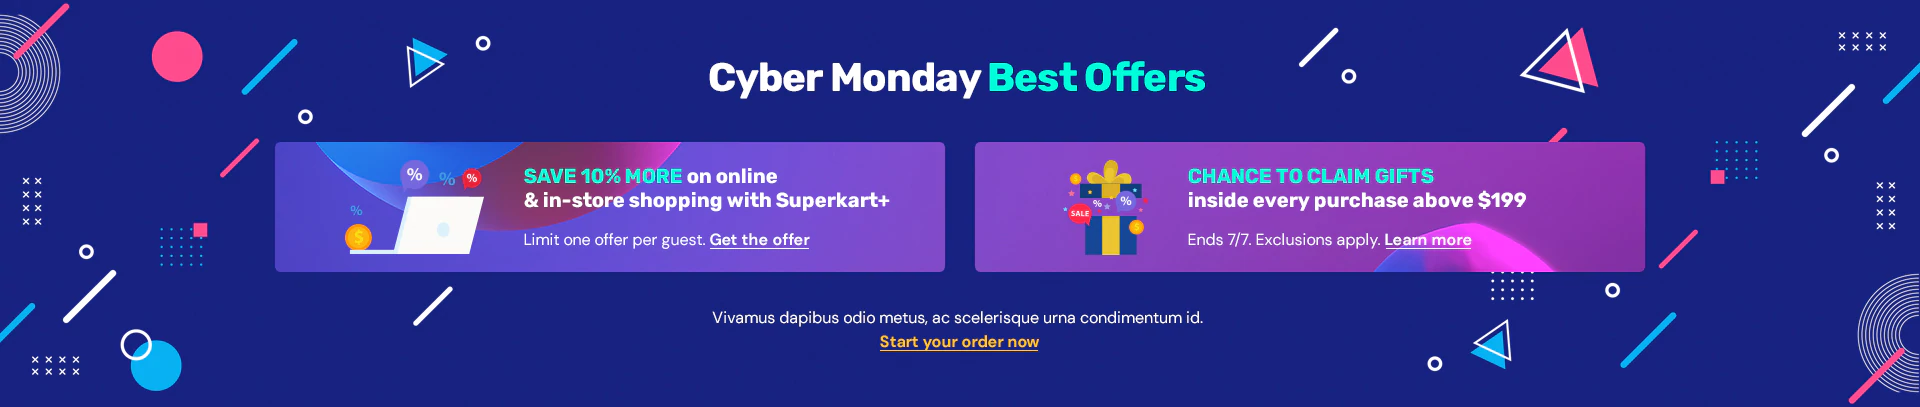 Cyber Monday Best Offers
%
%
%
%
$
SAVE 10% MORE on online
& in-store shopping with Superkart+
Limit one offer per guest. Get the offer
%
%
SALE
$
$
CHANCE TO CLAIM GIFTS
inside every purchase above $199
Ends 7/7. Exclusions apply. Learn more
Vivamus dapibus odio metus, ac scelerisque urna condimentum id.
Start your order now